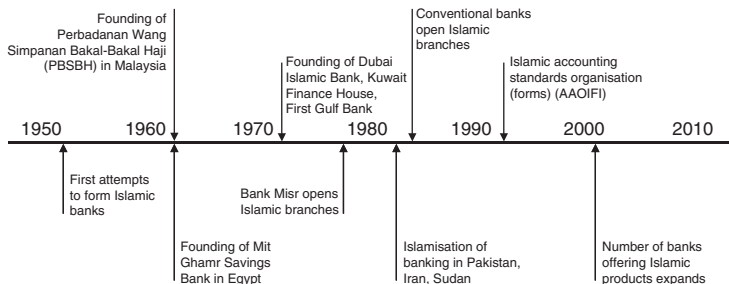 Founding of
Perbadanan Wang
Simpanan Bakal-Bakal Haji
(PBSBH) in Malaysia
Conventional banks
open Islamic
branches
Founding of Dubai
Islamic Bank, Kuwait
Finance House,
First Gulf Bank
Islamic accounting
standards organisation
(forms) (AAOIFI)
1950 1960 1970 1980 1990 2000 2010
First attempts
to form Islamic
banks
Bank Misr opens
Islamic branches
Founding of Mit
Ghamr Savings
Bank in Egypt
Islamisation of
banking in Pakistan,
Iran, Sudan
Number of banks
offering Islamic
products expands